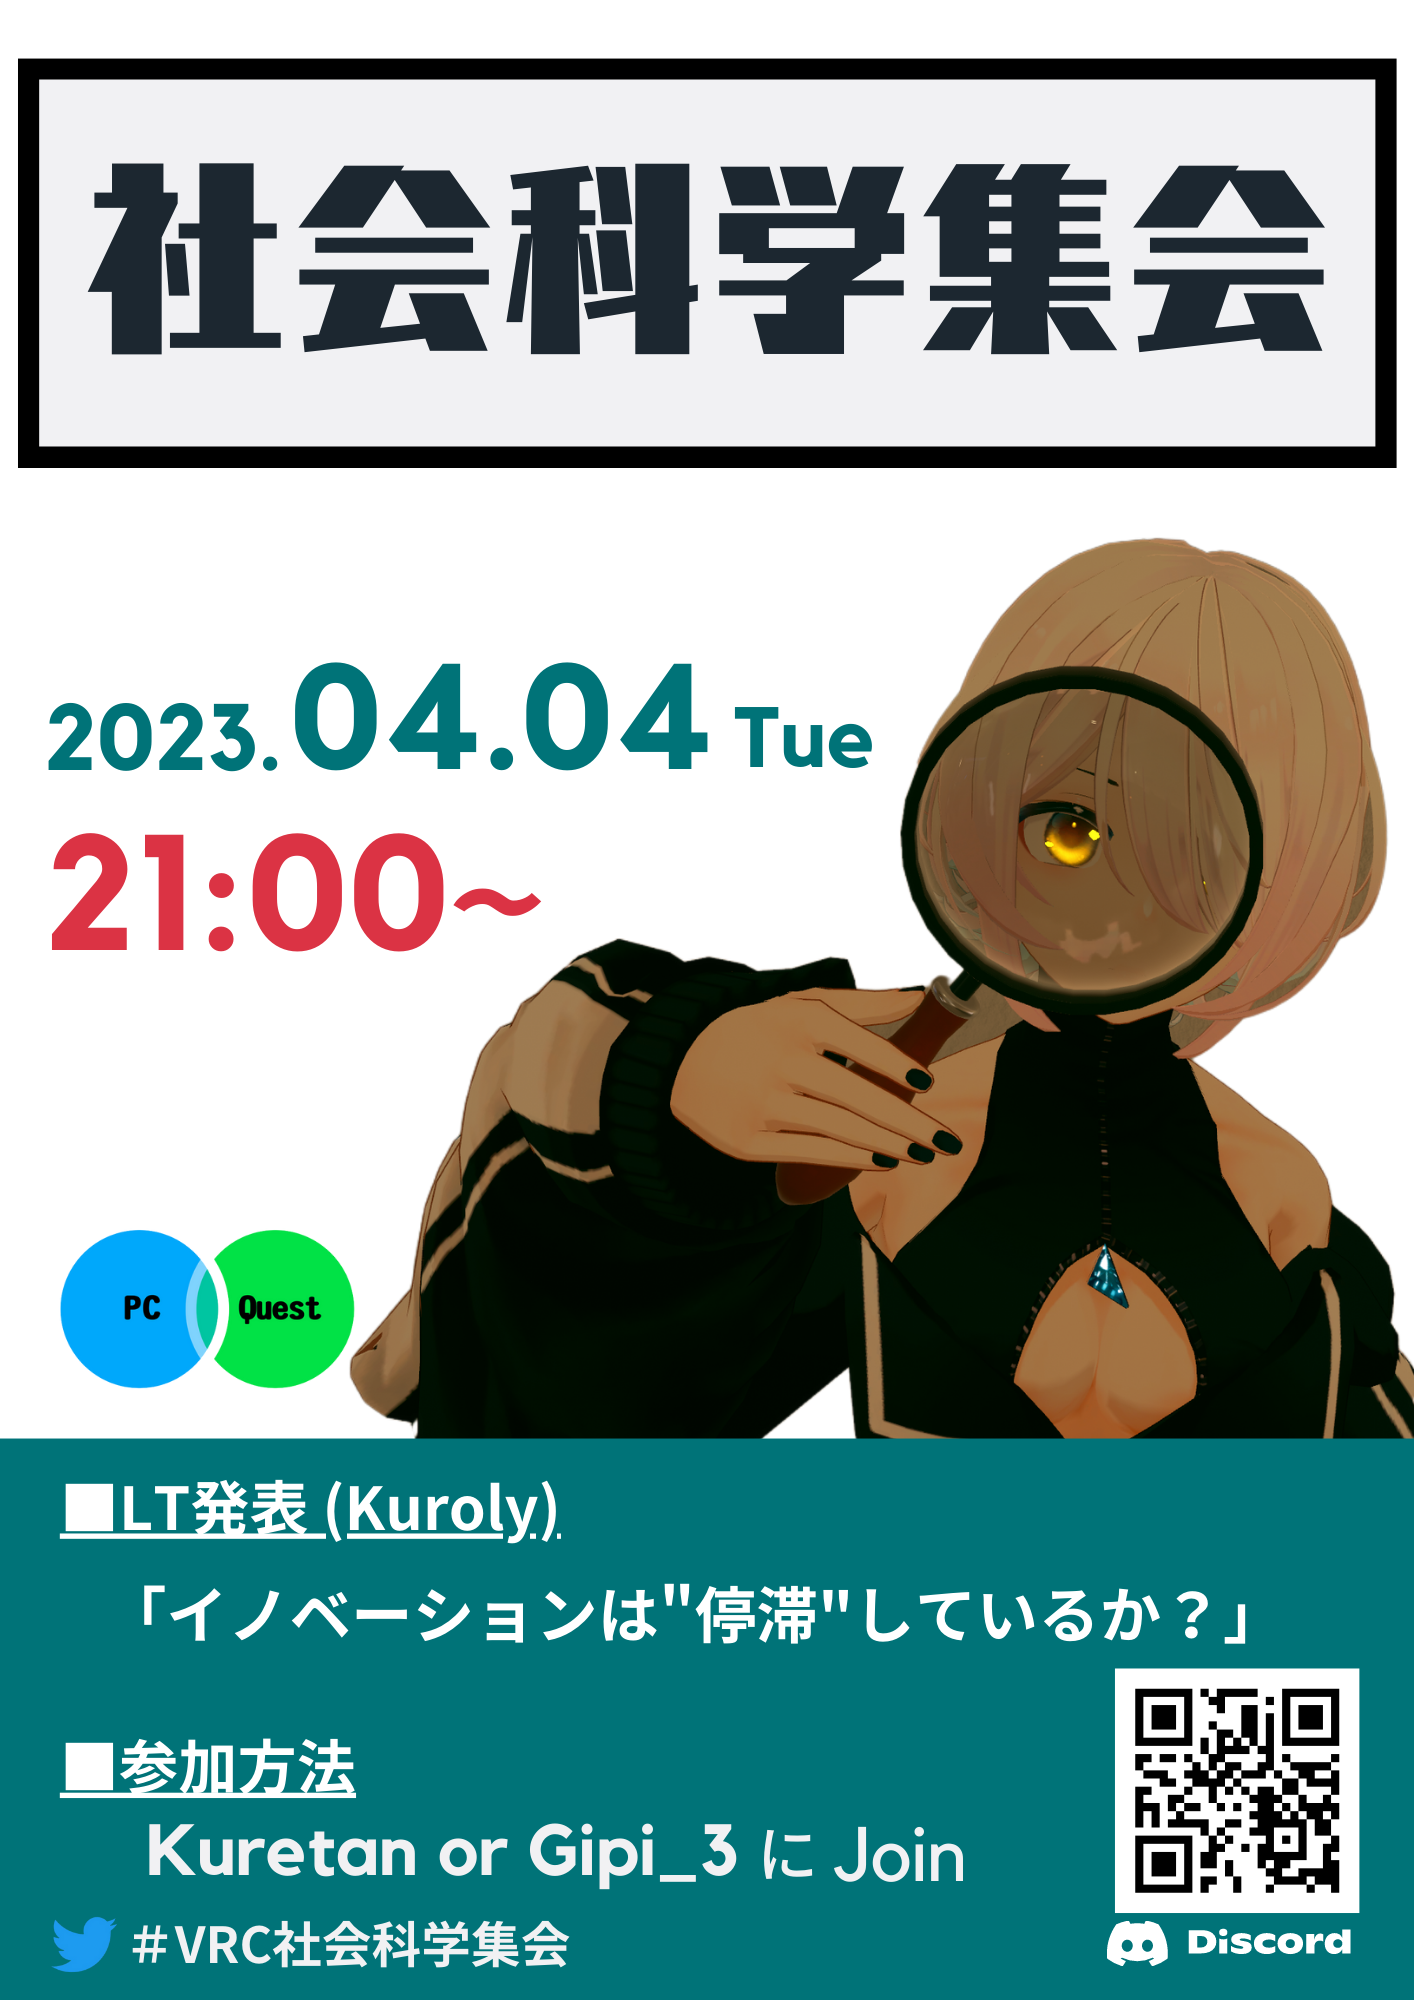 社会科学集会
2023.04.04 Tue
21:00~
PC Quest
■LT発表 (Kuroly)
「イノベーションは"停滞"しているか？」
■参加方法
Kuretan or Gipi_3 に Join
#VRC社会科学集会
Discord